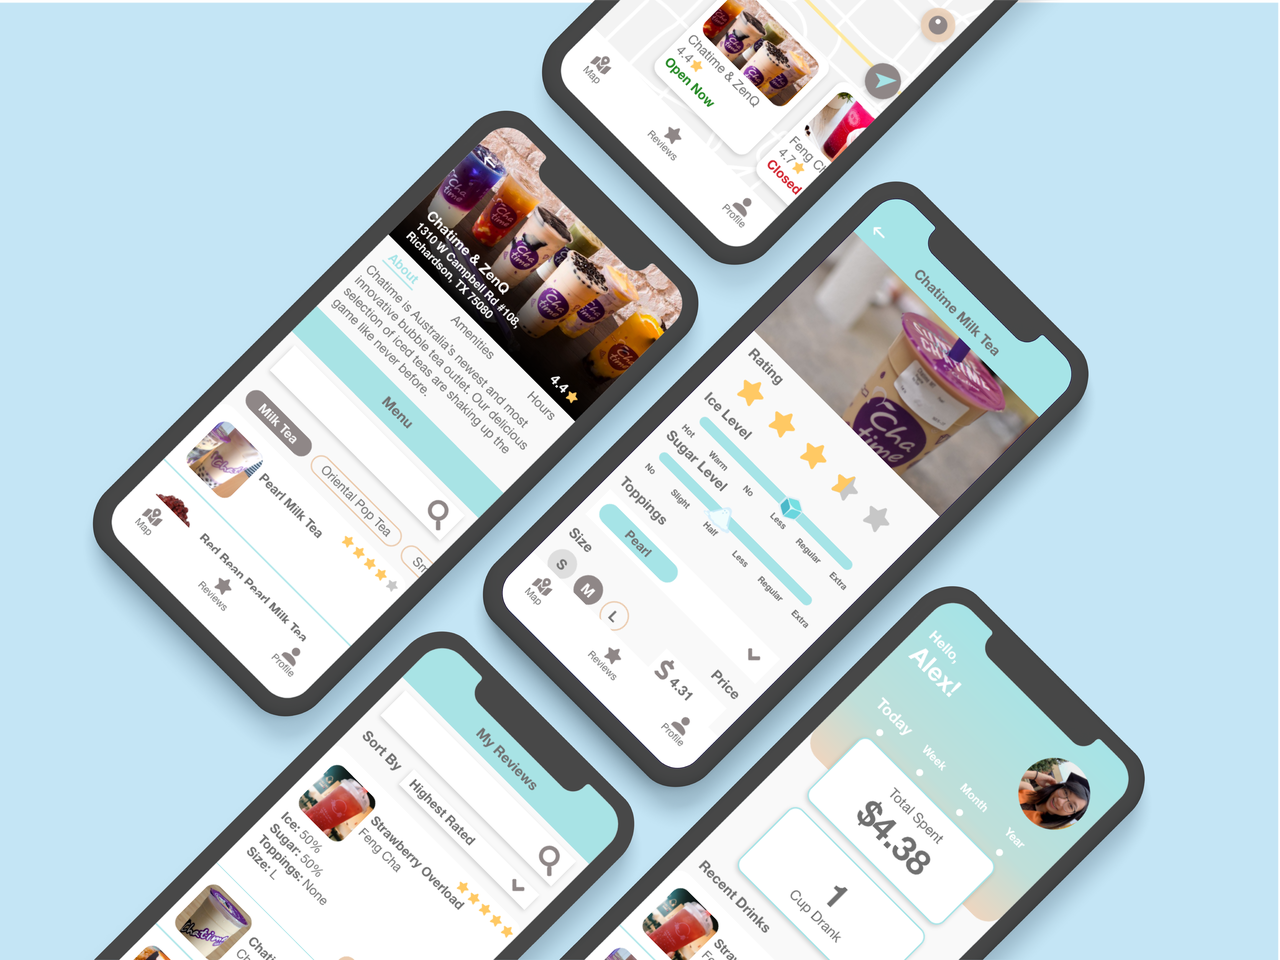 Chatime & ZenQ
4.4
Open Now
Feng Ch
4.7
Closed
Map
Reviews
Profile
Chatime & ZenQ
1310 W Campbell Rd #108,
Richardson, TX 75080
4.4
About
Amenities
Hours
Chatime is Australia's newest and most
innovative bubble tea outlet. Our delicious
selection of iced teas are shaking up the
game like never before.
Menu
Milk Tea
Oriental Pop Tea
Sm
Pearl Milk Tea
Red Bean Pearl Milk Tea
Map
Reviews
Profile
Chatime Milk Tea
Cha
time
Rating
Ice Level
Hot
Warm
No
Less
Regular
Extra
Sugar Level
No
Slight
Half
Less
Regular
Extra
Toppings
Pearl
Size
S
M
L
Price
$4.31
Map
Reviews
Profile
My Reviews
Sort By
Highest Rated
Strawberry Overload
Feng Cha
Ice: 50%
Sugar: 50%
Toppings: None
Size: L
Chati
Hello,
Alex!
Today
Week
Month
Year
Total Spent
$4.38
1
Cup Drank
Recent Drinks
Stra